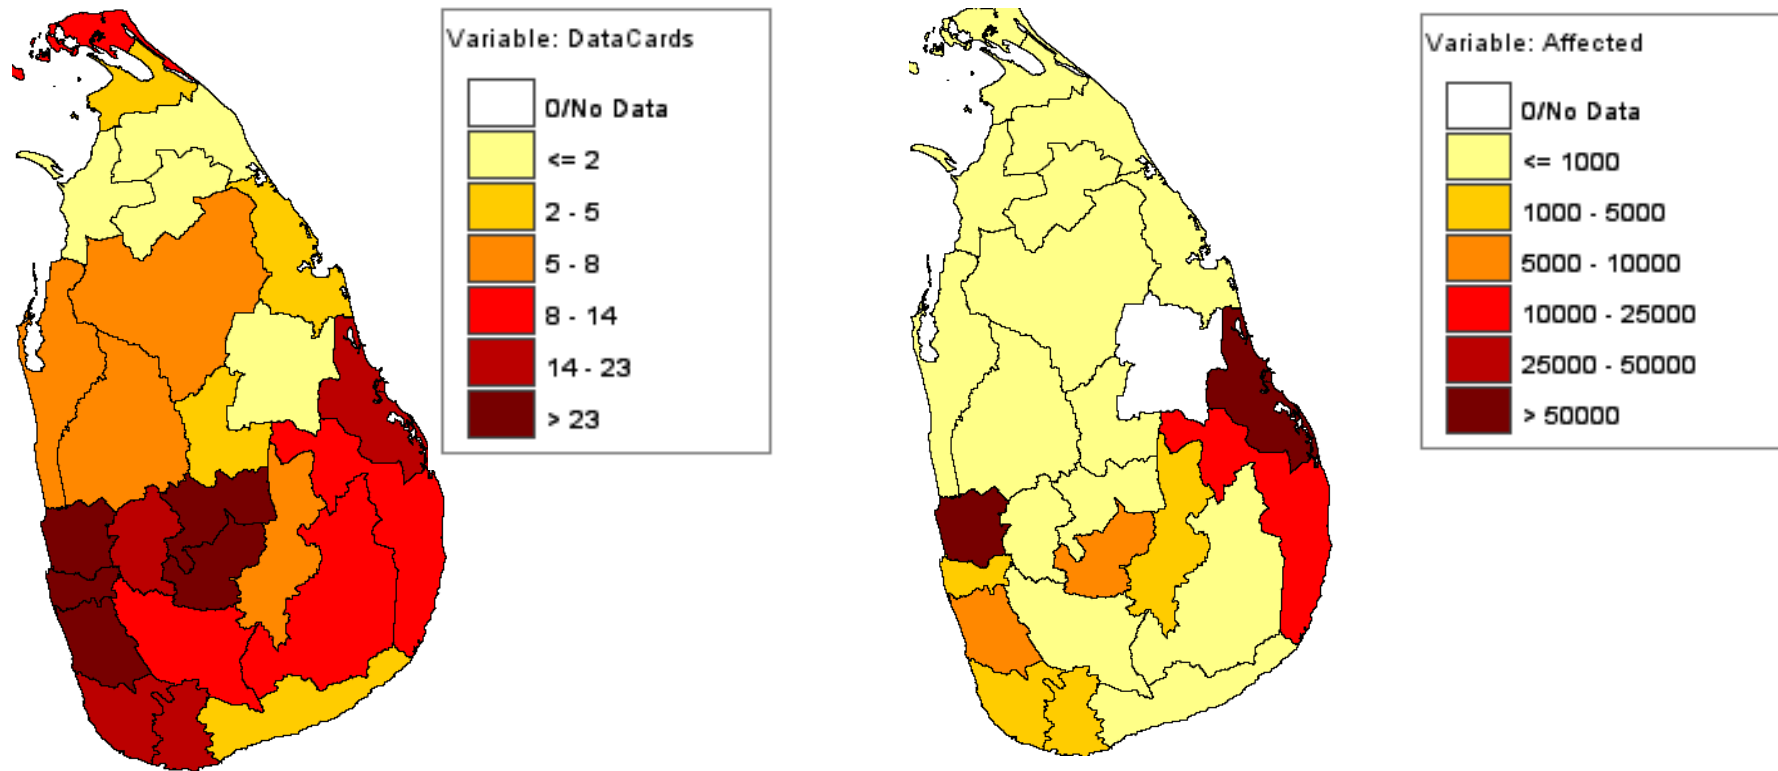 Variable: DataCards
0/No Data
<= 2
2 - 5
5 - 8
8 - 14
14 - 23
> 23
Variable: Affected
0/No Data
<= 1000
1000 - 5000
5000 - 10000
10000 - 25000
25000 - 50000
> 50000